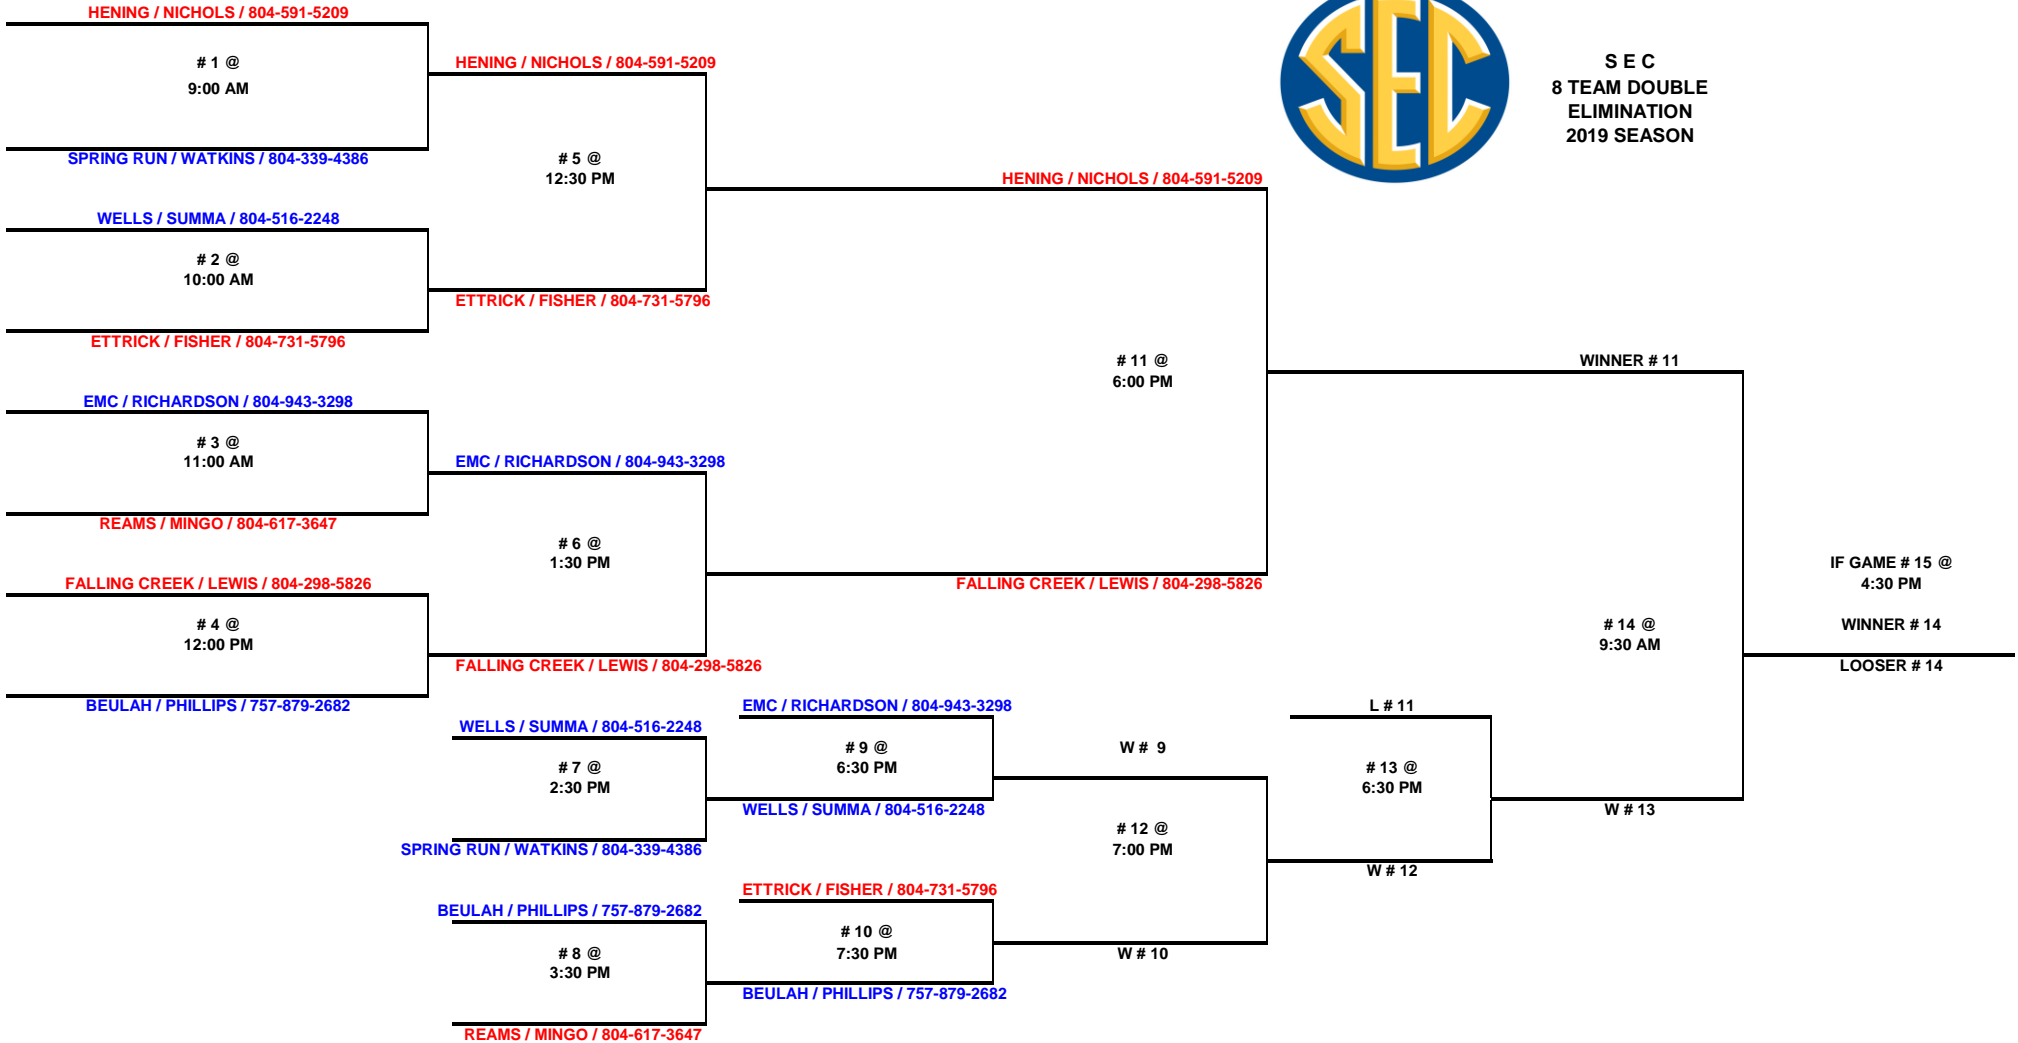 HENING / NICHOLS / 804-591-5209
# 1 @
9:00 AM
SPRING RUN / WATKINS / 804-339-4386
WELLS / SUMMA / 804-516-2248
# 2 @
10:00 AM
ETTRICK / FISHER / 804-731-5796
EMC / RICHARDSON / 804-943-3298
# 3 @
11:00 AM
REAMS / MINGO / 804-617-3647
FALLING CREEK / LEWIS / 804-298-5826
# 4 @
12:00 PM
BEULAH / PHILLIPS / 757-879-2682
HENING / NICHOLS / 804-591-5209
# 5 @
12:30 PM
ETTRICK / FISHER / 804-731-5796
EMC / RICHARDSON / 804-943-3298
# 6 @
1:30 PM
FALLING CREEK / LEWIS / 804-298-5826
WELLS / SUMMA / 804-516-2248
# 7 @
2:30 PM
SPRING RUN / WATKINS / 804-339-4386
BEULAH / PHILLIPS / 757-879-2682
# 8 @
3:30 PM
REAMS / MINGO / 804-617-3647
EMC / RICHARDSON / 804-943-3298
# 9 @
6:30 PM
WELLS / SUMMA / 804-516-2248
ETTRICK / FISHER / 804-731-5796
# 10 @
7:30 PM
BEULAH / PHILLIPS / 757-879-2682
HENING / NICHOLS / 804-591-5209
# 11 @
6:00 PM
FALLING CREEK / LEWIS / 804-298-5826
W # 9
# 12 @
7:00 PM
W # 10
SEC
S E C
8 TEAM DOUBLE
ELIMINATION
2019 SEASON
L # 11
# 13 @
6:30 PM
W # 12
WINNER # 11
# 14 @
9:30 AM
W # 13
IF GAME # 15 @
4:30 PM
WINNER # 14
LOOSER # 14